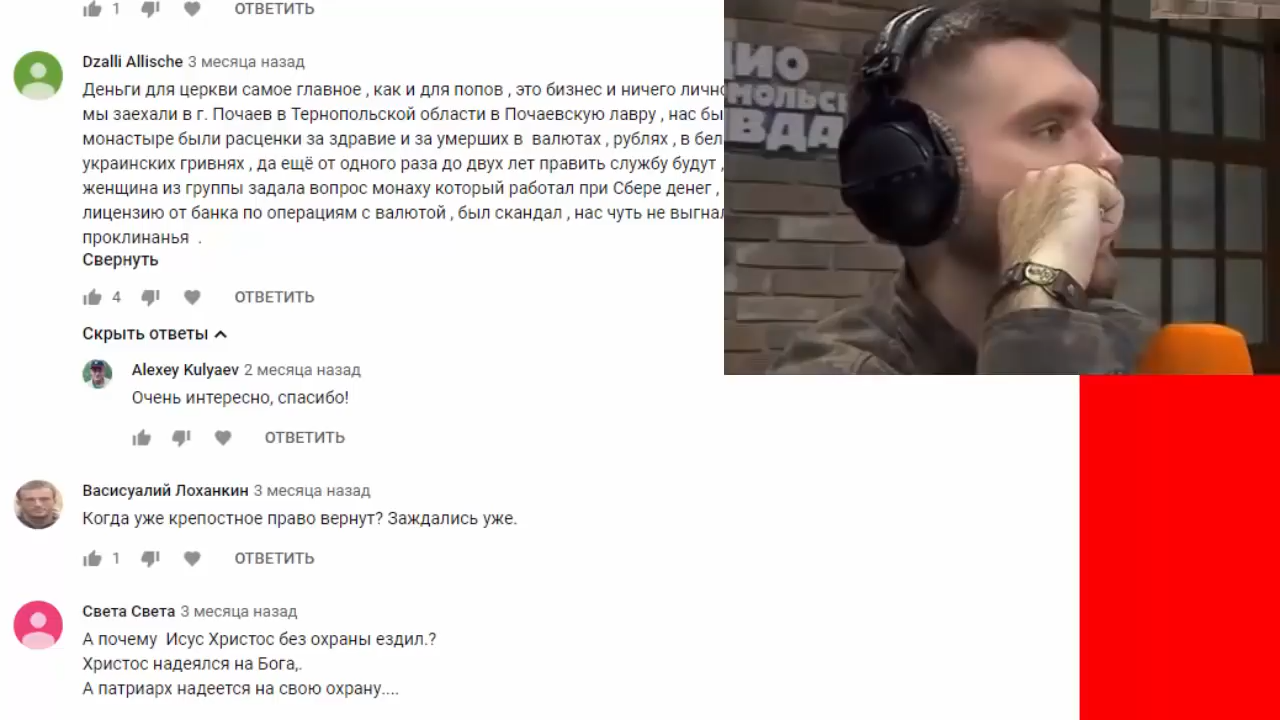 1 ОТВЕТИТЬ
Dzalli Allische 3 месяца назад
Деньги для церкви самое главное , как и для попов , это бизнес и ничего
мы заехали в г. Почаев в Тернопольской области в Почаевскую лавру , нас
монастыре были расценки за здравие и за умерших в валютах , рублях , в
украинских гривнях , да ещё от одного раза до двух лет править службу будут ,
женщина из группы задала вопрос монаху который работал при Сбере денег ,
лицензию от банка по операциям с валютой , был скандал , нас чуть не
проклинанья .
Свернуть
4 ОТВЕТИТЬ
Скрыть ответы
Alexey Kulyaev 2 месяца назад
Очень интересно, спасибо!
ОТВЕТИТЬ
Васисуалий Лоханкин 3 месяца назад
Когда уже крепостное право вернут? Заждались уже.
1 ОТВЕТИТЬ
Света Света 3 месяца назад
А почему Исус Христос без охраны ездил.?
Христос надеялся на Бога,.
А патриарх надеется на свою охрану....